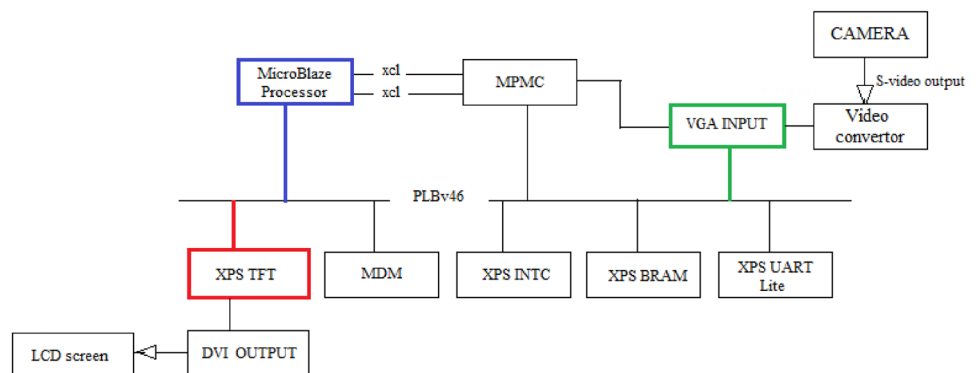 CAMERA
MicroBlaze
Processor
xcl
xcl
MPMC
S-video output
VGA INPUT
Video
convertor
PLBv46
XPS TFT
MDM
XPS INTC
XPS BRAM
XPS UART
Lite
LCD screen
DVI OUTPUT